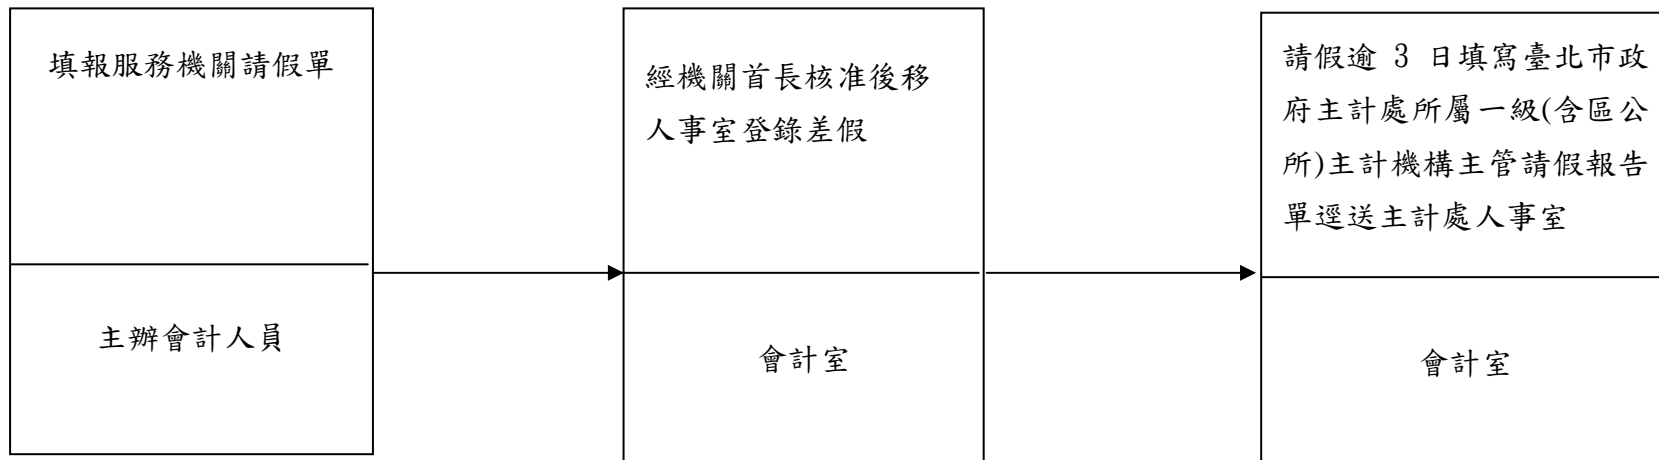 填報服務機關請假單
主辦會計人員
經機關首長核准後移
人事室登錄差假
會計室
請假逾 3 日填寫臺北市政
府主計處所屬一級(含區公
所)主計機構主管請假報告
單逕送主計處人事室
會計室